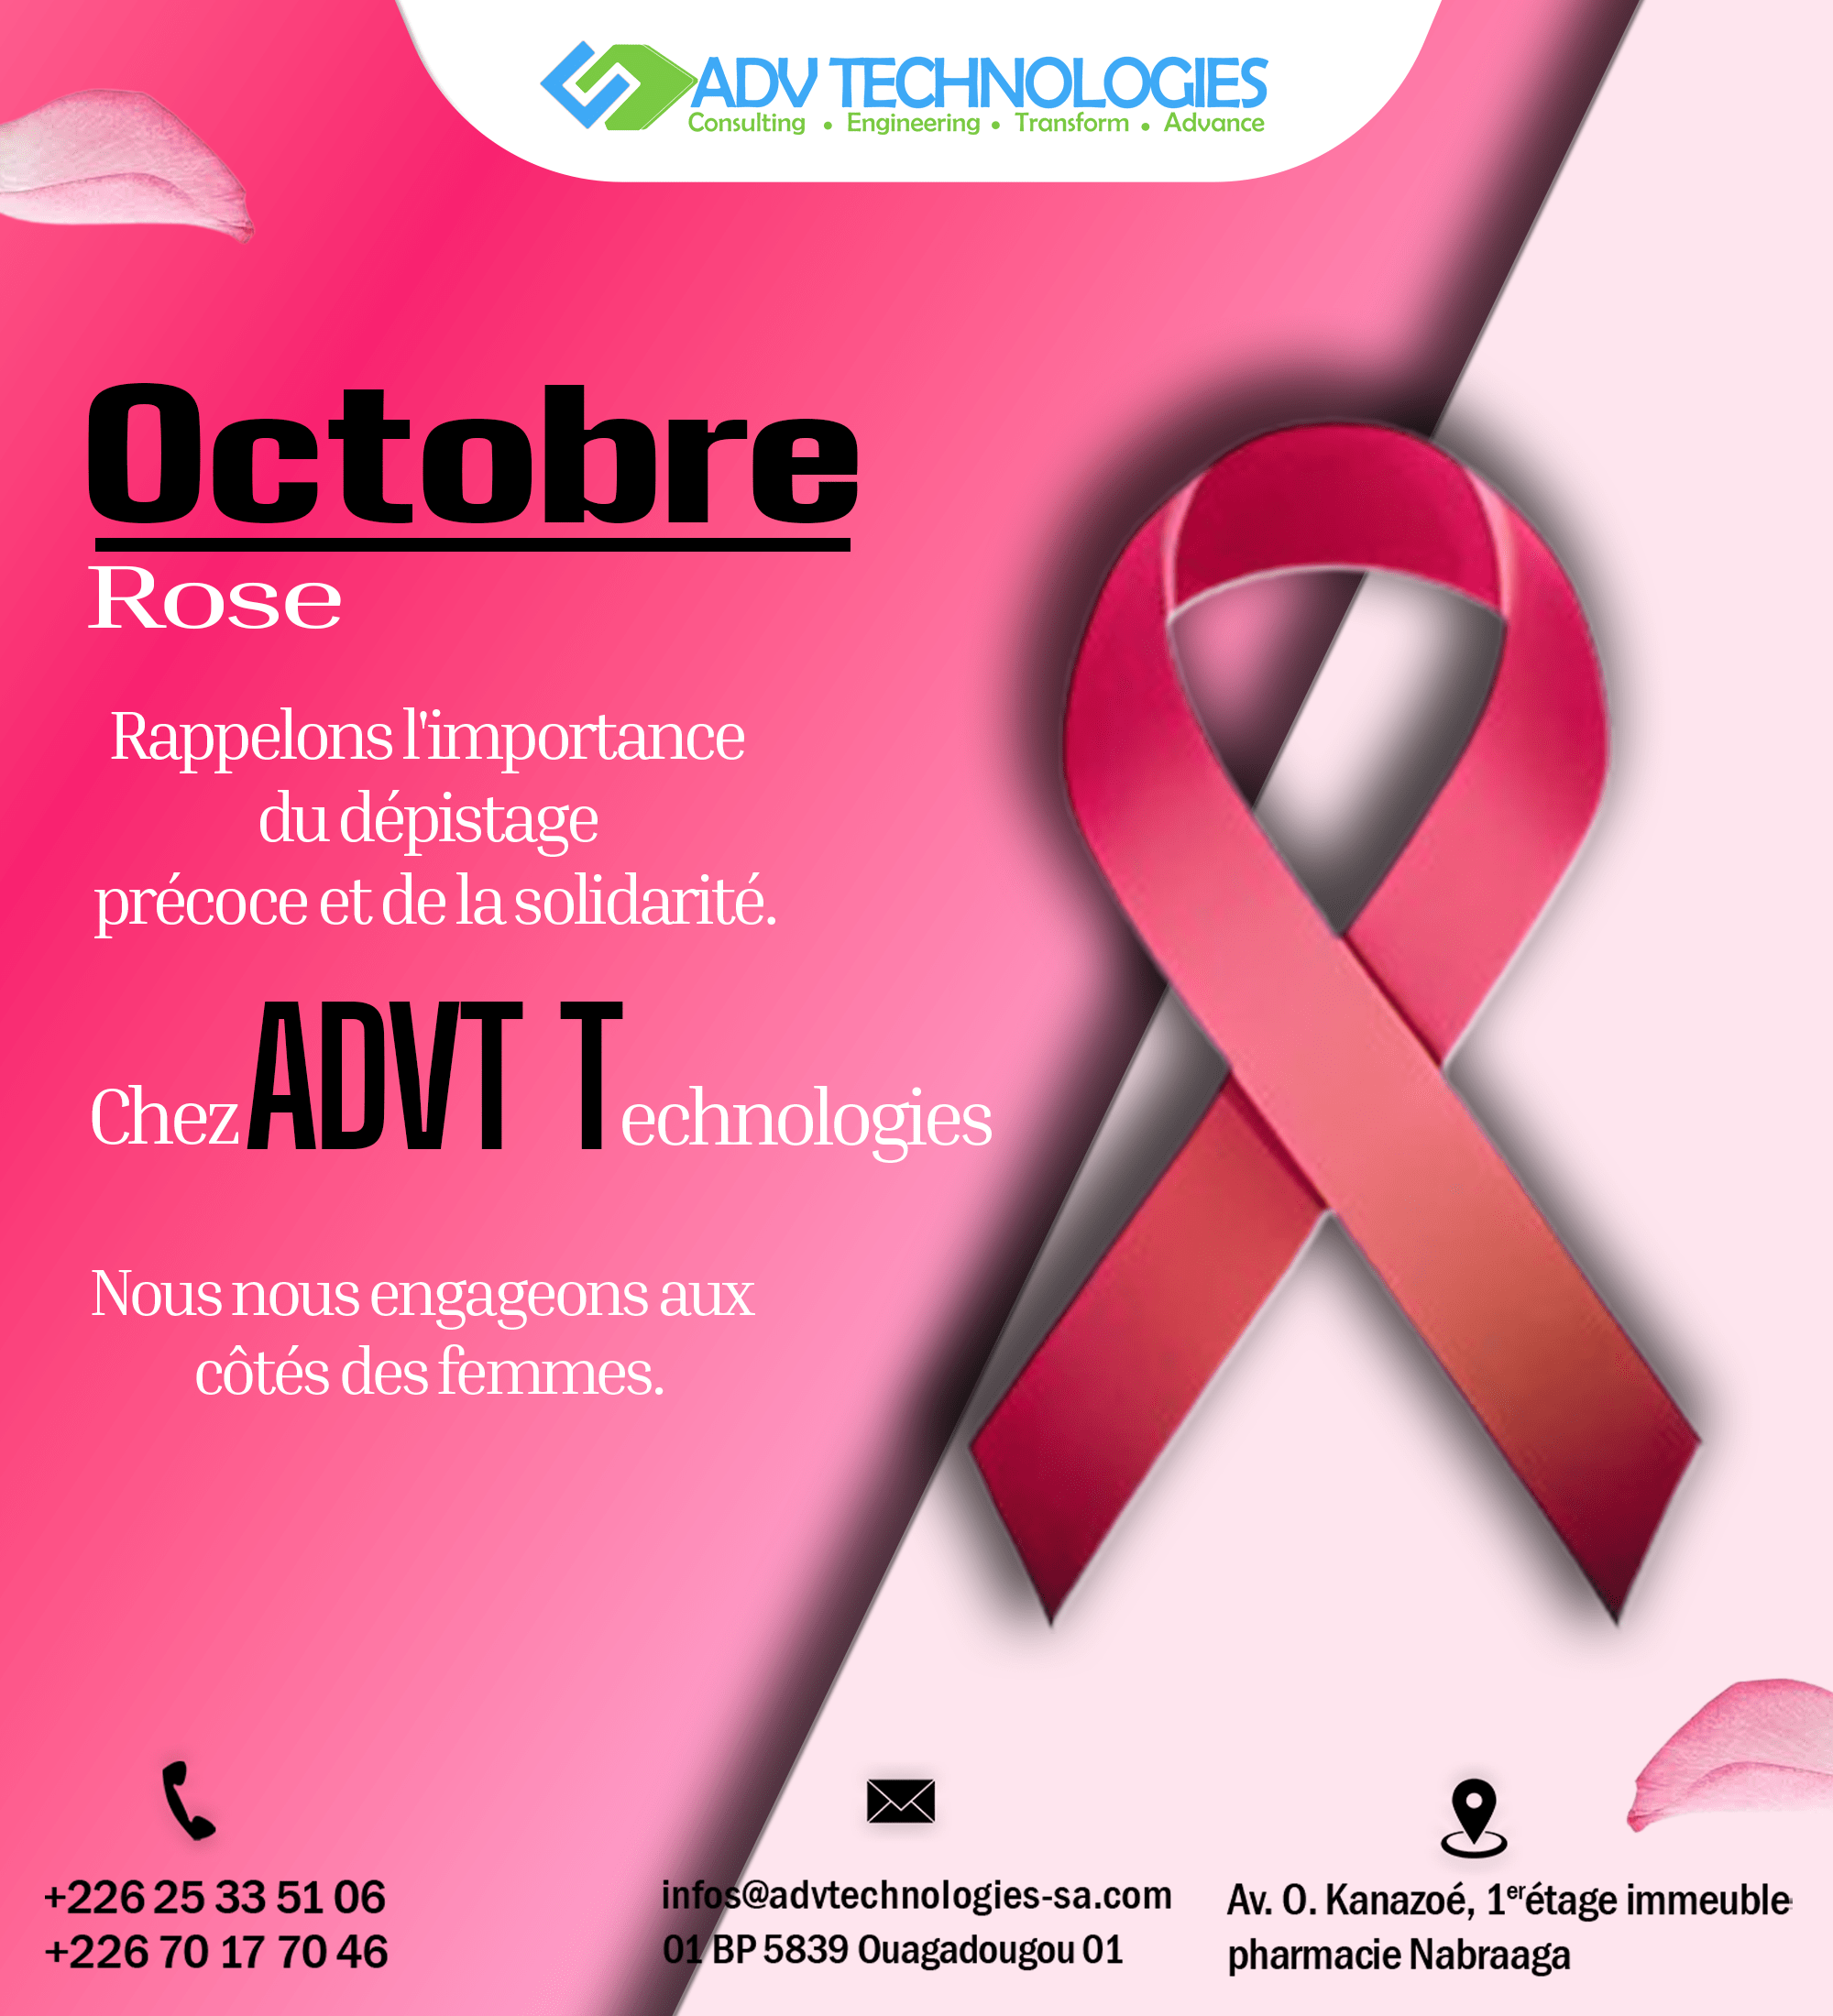 ADV TECHNOLOGIES
Consulting • Engineering • Transform • Advance
Octobre
Rose
Rappelons l'importance
du dépistage
précoce et de la solidarité.
Chez ADVT Technologies
Nous nous engageons aux
côtés des femmes.
+226 25 33 51 06
+226 70 17 70 46
infos@advtechnologies-sa.com
01 BP 5839 Ouagadougou 01
Av. O. Kanazoé, 1er étage immeuble
pharmacie Nabraaga